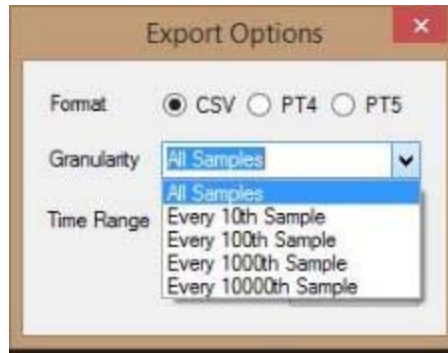 Export Options
Format CSV PT4 PT5
Granularity All Samples
All Samples
Every 10th Sample
Time Range
Every 100th Sample
Every 1000th Sample
Every 10000th Sample